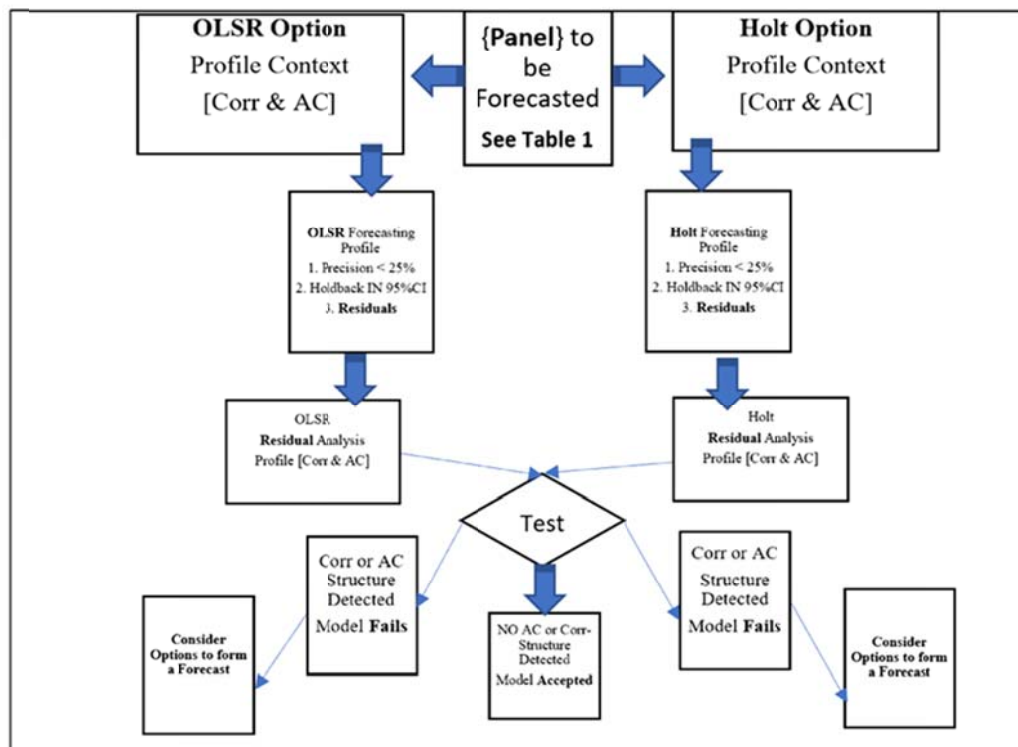 OLSR Option
Profile Context
[Corr & AC]
{Panel} to
be
Forecasted
See Table 1
Holt Option
Profile Context
[Corr & AC]
OLSR Forecasting
Profile
1. Precision < 25%
2. Holdback IN 95%CI
3. Residuals
Holt Forecasting
Profile
1. Precision < 25%
2. Holdback IN 95%CI
3. Residuals
OLSR
Residual Analysis
Profile [Corr & AC]
Holt
Residual Analysis
Profile [Corr & AC]
Test
Corr or AC
Structure
Detected
Model Fails
Corr or AC
Structure
Detected
Model Fails
Consider
Options to form
a Forecast
NO AC or Corr-
Structure
Detected
Model Accepted
Consider
Options to form
a Forecast